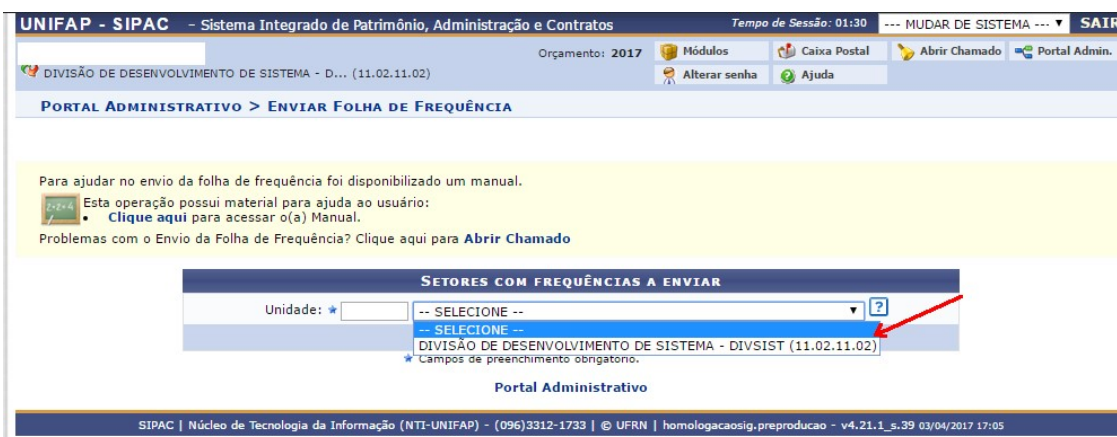 UNIFAP - SIPAC - Sistema Integrado de Patrimônio, Administração e Contratos Tempo de Sessão: 01:30 --- MUDAR DE SISTEMA --- ▼ SAIR
Orçamento: 2017 Módulos Caixa Postal Abrir Chamado Portal Admin.
DIVISÃO DE DESENVOLVIMENTO DE SISTEMA - D... (11.02.11.02) Alterar senha Ajuda
PORTAL ADMINISTRATIVO > ENVIAR FOLHA DE FREQUÊNCIA
Para ajudar no envio da folha de frequência foi disponibilizado um manual.
Esta operação possui material para ajuda ao usuário:
• Clique aqui para acessar o(a) Manual.
Problemas com o Envio da Folha de Frequência? Clique aqui para Abrir Chamado
SETORES COM FREQUÊNCIAS A ENVIAR
Unidade: -- SELECIONE -- ▼ ?
-- SELECIONE --
DIVISÃO DE DESENVOLVIMENTO DE SISTEMA - DIVSIST (11.02.11.02)
Campos de preenchimento obrigatório.
Portal Administrativo
SIPAC | Núcleo de Tecnologia da Informação (NTI-UNIFAP) - (096)3312-1733 | © UFRN | homologacaosig.preproducao - v4.21.1_s.39 03/04/2017 17:05